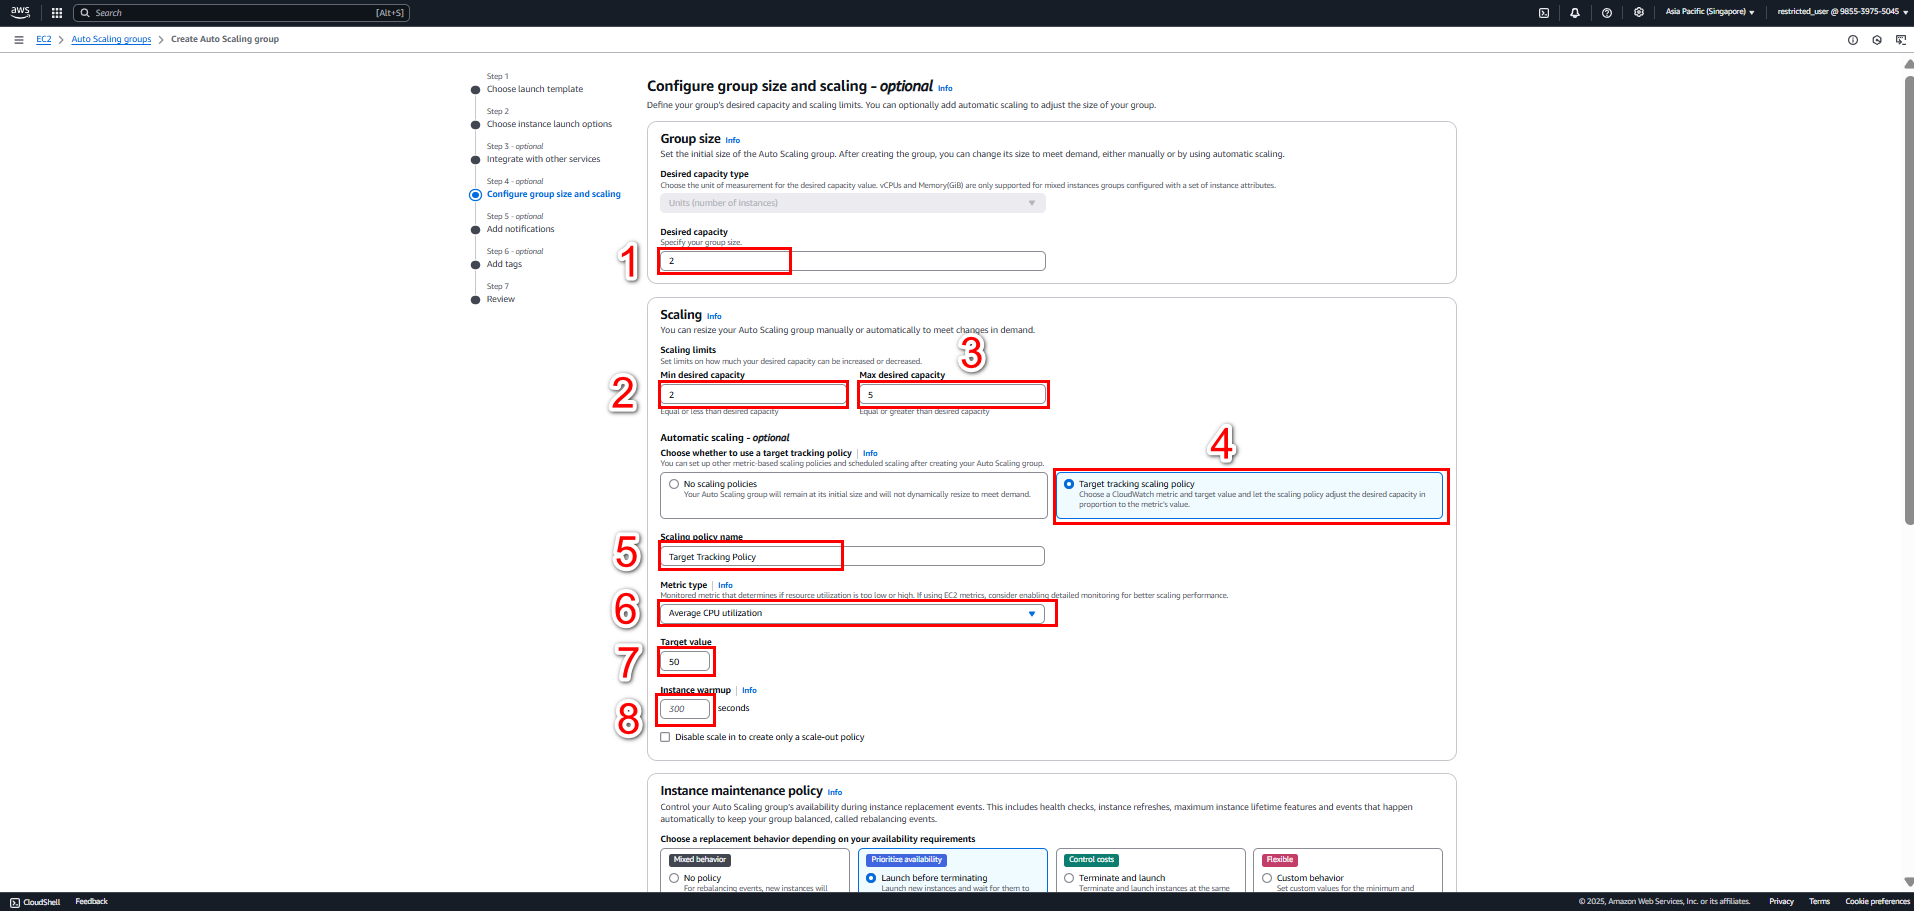 aws
Search
[Alt+S]
Asia Pacific (Singapore)
restricted_user @ 9855-3975-5045
EC2
Auto Scaling groups
Create Auto Scaling group
Step 1
Choose launch template
Step 2
Choose instance launch options
Step 3 - optional
Integrate with other services
Step 4 - optional
Configure group size and scaling
Step 5 - optional
Add notifications
Step 6 - optional
Add tags
Step 7
Review
Configure group size and scaling - optional Info
Define your group's desired capacity and scaling limits. You can optionally add automatic scaling to adjust the size of your group.
Group size Info
Set the initial size of the Auto Scaling group. After creating the group, you can change its size to meet demand, either manually or by using automatic scaling.
Desired capacity type
Choose the unit of measurement for the desired capacity value. vCPUs and Memory(GiB) are only supported for mixed instances groups configured with a set of instance attributes.
Units (number of instances)
Desired capacity
Specify your group size.
1
2
Scaling Info
You can resize your Auto Scaling group manually or automatically to meet changes in demand.
Scaling limits
Set limits on how much your desired capacity can be increased or decreased.
3
Min desired capacity
Max desired capacity
2
2
5
Equal or less than desired capacity
Equal or greater than desired capacity
Automatic scaling - optional
Choose whether to use a target tracking policy Info
You can set up other metric-based scaling policies and scheduled scaling after creating your Auto Scaling group.
4
No scaling policies
Your Auto Scaling group will remain at its initial size and will not dynamically resize to meet demand.
Target tracking scaling policy
Choose a CloudWatch metric and target value and let the scaling policy adjust the desired capacity in
proportion to the metric's value.
Scaling policy name
5
Target Tracking Policy
Metric type Info
Monitored metric that determines if resource utilization is too low or high. If using EC2 metrics, consider enabling detailed monitoring for better scaling performance.
6
Average CPU utilization
Target value
7
50
Instance warmup Info
8
300
seconds
Disable scale in to create only a scale-out policy
Instance maintenance policy Info
Control your Auto Scaling group's availability during instance replacement events. This includes health checks, instance refreshes, maximum instance lifetime features and events that happen
automatically to keep your group balanced, called rebalancing events.
Choose a replacement behavior depending on your availability requirements
Mixed behavior
No policy
For rebalancing events, new instances will
Prioritize availability
Launch before terminating
Launch new instances and wait for them to
Control costs
Terminate and launch
Terminate and launch instances at the same
Flexible
Custom behavior
Set custom values for the minimum and
CloudShell
Feedback
© 2025, Amazon Web Services, Inc. or its affiliates.
Privacy
Terms
Cookie preferences